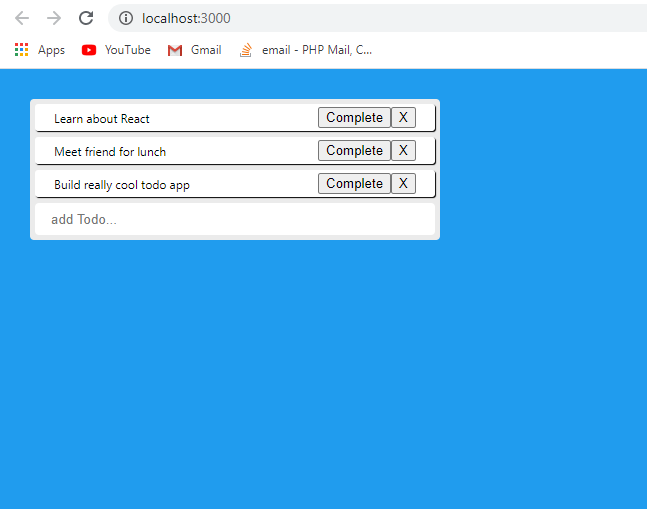 localhost:3000
Apps YouTube Gmail email - PHP Mail, C...
Learn about React Complete X
Meet friend for lunch Complete X
Build really cool todo app Complete X
add Todo...